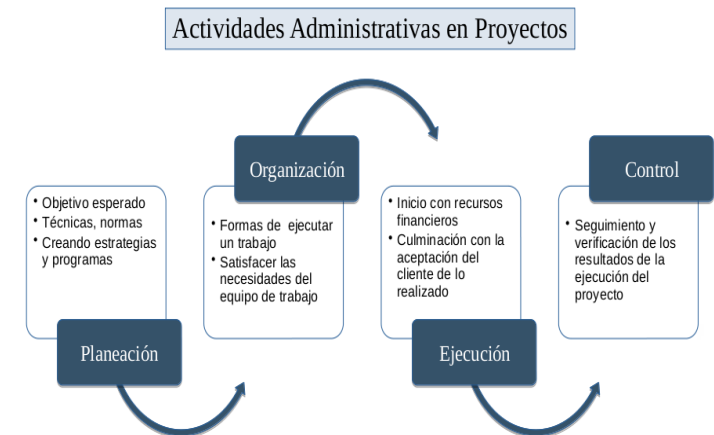 Actividades Administrativas en Proyectos
• Objetivo esperado
• Técnicas, normas
• Creando estrategias
y programas
Planeación
Organización
• Formas de ejecutar
un trabajo
• Satisfacer las
necesidades del
equipo de trabajo
• Inicio con recursos
financieros
• Culminación con la
aceptación del
cliente de lo
realizado
Ejecución
Control
• Seguimiento y
verificación de los
resultados de la
ejecución del
proyecto